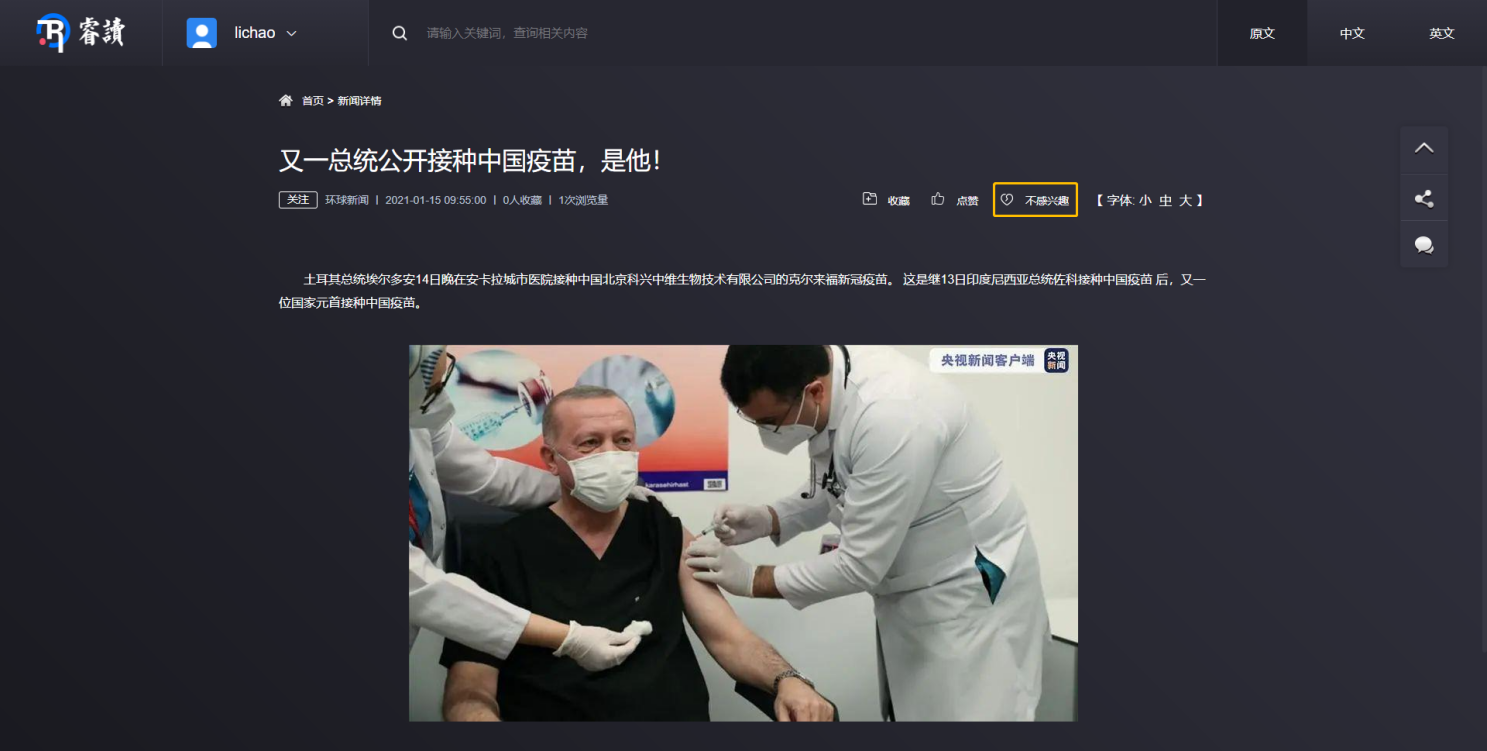 睿讀
lichao
请输入关键词，查询相关内容
原文
中文
英文
首页 > 新闻详情
又一总统公开接种中国疫苗，是他！
关注 环球新闻 | 2021-01-15 09:55:00 | 0人收藏 | 1次浏览量
收藏 点赞 不感兴趣 【 字体: 小 中 大 】
土耳其总统埃尔多安14日晚在安卡拉城市医院接种中国北京科兴中维生物技术有限公司的克尔来福新冠疫苗。 这是继13日印度尼西亚总统佐科接种中国疫苗 后，又一
位国家元首接种中国疫苗。
央视新闻客户端
央视
新闻
karasehirhast